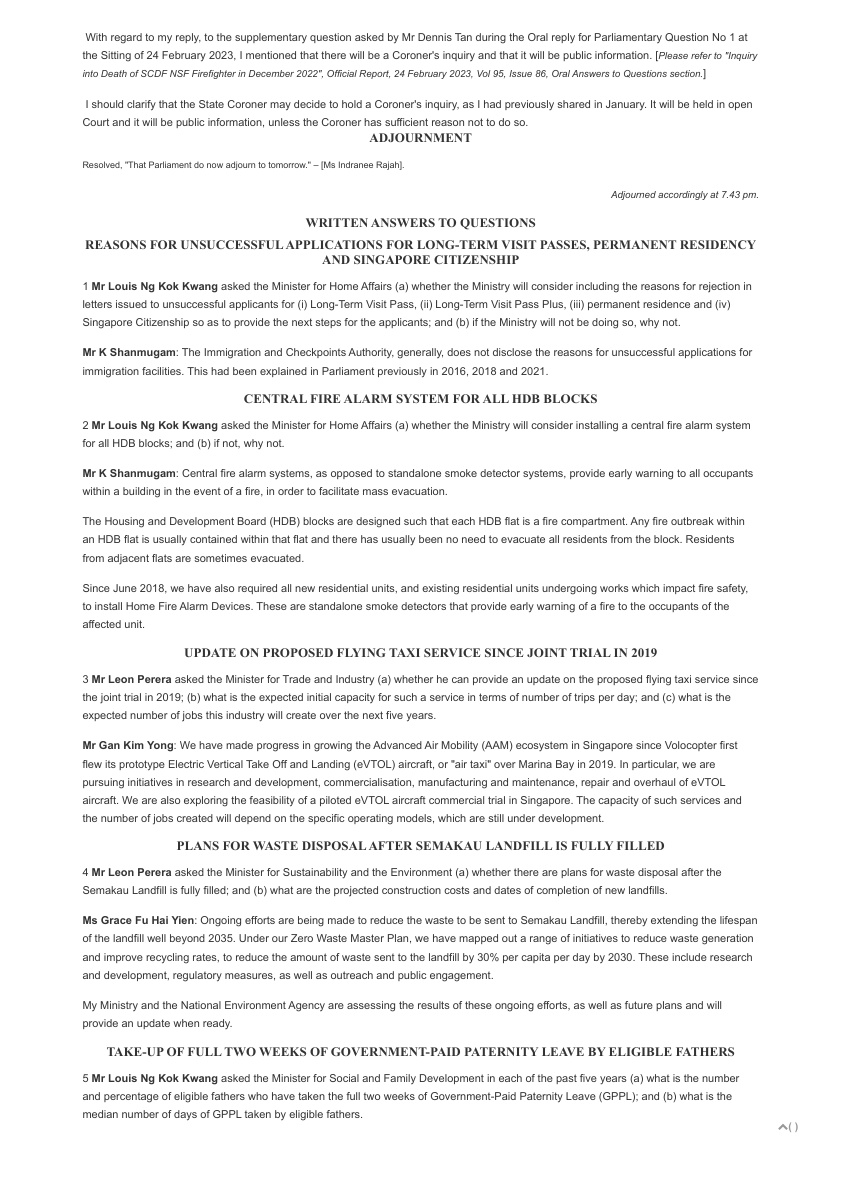 With regard to my reply, to the supplementary question asked by Mr Dennis Tan during the Oral reply for Parliamentary Question No 1 at
the Sitting of 24 February 2023, I mentioned that there will be a Coroner's inquiry and that it will be public information. [Please refer to "Inquiry
into Death of SCDF NSF Firefighter in December 2022", Official Report, 24 February 2023, Vol 95, Issue 86, Oral Answers to Questions section.]
I should clarify that the State Coroner may decide to hold a Coroner's inquiry, as I had previously shared in January. It will be held in open
Court and it will be public information, unless the Coroner has sufficient reason not to do so.
ADJOURNMENT
Resolved, "That Parliament do now adjourn to tomorrow." – [Ms Indranee Rajah].
Adjourned accordingly at 7.43 pm.
WRITTEN ANSWERS TO QUESTIONS
REASONS FOR UNSUCCESSFUL APPLICATIONS FOR LONG-TERM VISIT PASSES, PERMANENT RESIDENCY
AND SINGAPORE CITIZENSHIP
1 Mr Louis Ng Kok Kwang asked the Minister for Home Affairs (a) whether the Ministry will consider including the reasons for rejection in
letters issued to unsuccessful applicants for (i) Long-Term Visit Pass, (ii) Long-Term Visit Pass Plus, (iii) permanent residence and (iv)
Singapore Citizenship so as to provide the next steps for the applicants; and (b) if the Ministry will not be doing so, why not.
Mr K Shanmugam: The Immigration and Checkpoints Authority, generally, does not disclose the reasons for unsuccessful applications for
immigration facilities. This had been explained in Parliament previously in 2016, 2018 and 2021.
CENTRAL FIRE ALARM SYSTEM FOR ALL HDB BLOCKS
2 Mr Louis Ng Kok Kwang asked the Minister for Home Affairs (a) whether the Ministry will consider installing a central fire alarm system
for all HDB blocks; and (b) if not, why not.
Mr K Shanmugam: Central fire alarm systems, as opposed to standalone smoke detector systems, provide early warning to all occupants
within a building in the event of a fire, in order to facilitate mass evacuation.
The Housing and Development Board (HDB) blocks are designed such that each HDB flat is a fire compartment. Any fire outbreak within
an HDB flat is usually contained within that flat and there has usually been no need to evacuate all residents from the block. Residents
from adjacent flats are sometimes evacuated.
Since June 2018, we have also required all new residential units, and existing residential units undergoing works which impact fire safety,
to install Home Fire Alarm Devices. These are standalone smoke detectors that provide early warning of a fire to the occupants of the
affected unit.
UPDATE ON PROPOSED FLYING TAXI SERVICE SINCE JOINT TRIAL IN 2019
3 Mr Leon Perera asked the Minister for Trade and Industry (a) whether he can provide an update on the proposed flying taxi service since
the joint trial in 2019; (b) what is the expected initial capacity for such a service in terms of number of trips per day; and (c) what is the
expected number of jobs this industry will create over the next five years.
Mr Gan Kim Yong: We have made progress in growing the Advanced Air Mobility (AAM) ecosystem in Singapore since Volocopter first
flew its prototype Electric Vertical Take Off and Landing (eVTOL) aircraft, or "air taxi" over Marina Bay in 2019. In particular, we are
pursuing initiatives in research and development, commercialisation, manufacturing and maintenance, repair and overhaul of eVTOL
aircraft. We are also exploring the feasibility of a piloted eVTOL aircraft commercial trial in Singapore. The capacity of such services and
the number of jobs created will depend on the specific operating models, which are still under development.
PLANS FOR WASTE DISPOSAL AFTER SEMAKAU LANDFILL IS FULLY FILLED
4 Mr Leon Perera asked the Minister for Sustainability and the Environment (a) whether there are plans for waste disposal after the
Semakau Landfill is fully filled; and (b) what are the projected construction costs and dates of completion of new landfills.
Ms Grace Fu Hai Yien: Ongoing efforts are being made to reduce the waste to be sent to Semakau Landfill, thereby extending the lifespan
of the landfill well beyond 2035. Under our Zero Waste Master Plan, we have mapped out a range of initiatives to reduce waste generation
and improve recycling rates, to reduce the amount of waste sent to the landfill by 30% per capita per day by 2030. These include research
and development, regulatory measures, as well as outreach and public engagement.
My Ministry and the National Environment Agency are assessing the results of these ongoing efforts, as well as future plans and will
provide an update when ready.
TAKE-UP OF FULL TWO WEEKS OF GOVERNMENT-PAID PATERNITY LEAVE BY ELIGIBLE FATHERS
5 Mr Louis Ng Kok Kwang asked the Minister for Social and Family Development in each of the past five years (a) what is the number
and percentage of eligible fathers who have taken the full two weeks of Government-Paid Paternity Leave (GPPL); and (b) what is the
median number of days of GPPL taken by eligible fathers.
( )